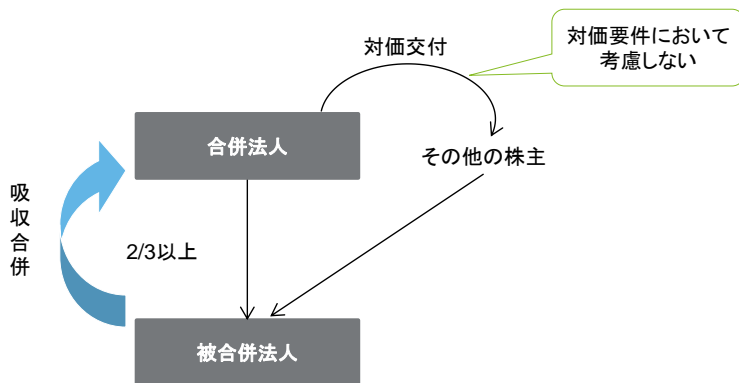 対価交付
対価要件において
考慮しない
合併法人
その他の株主
吸収合併
2/3以上
被合併法人